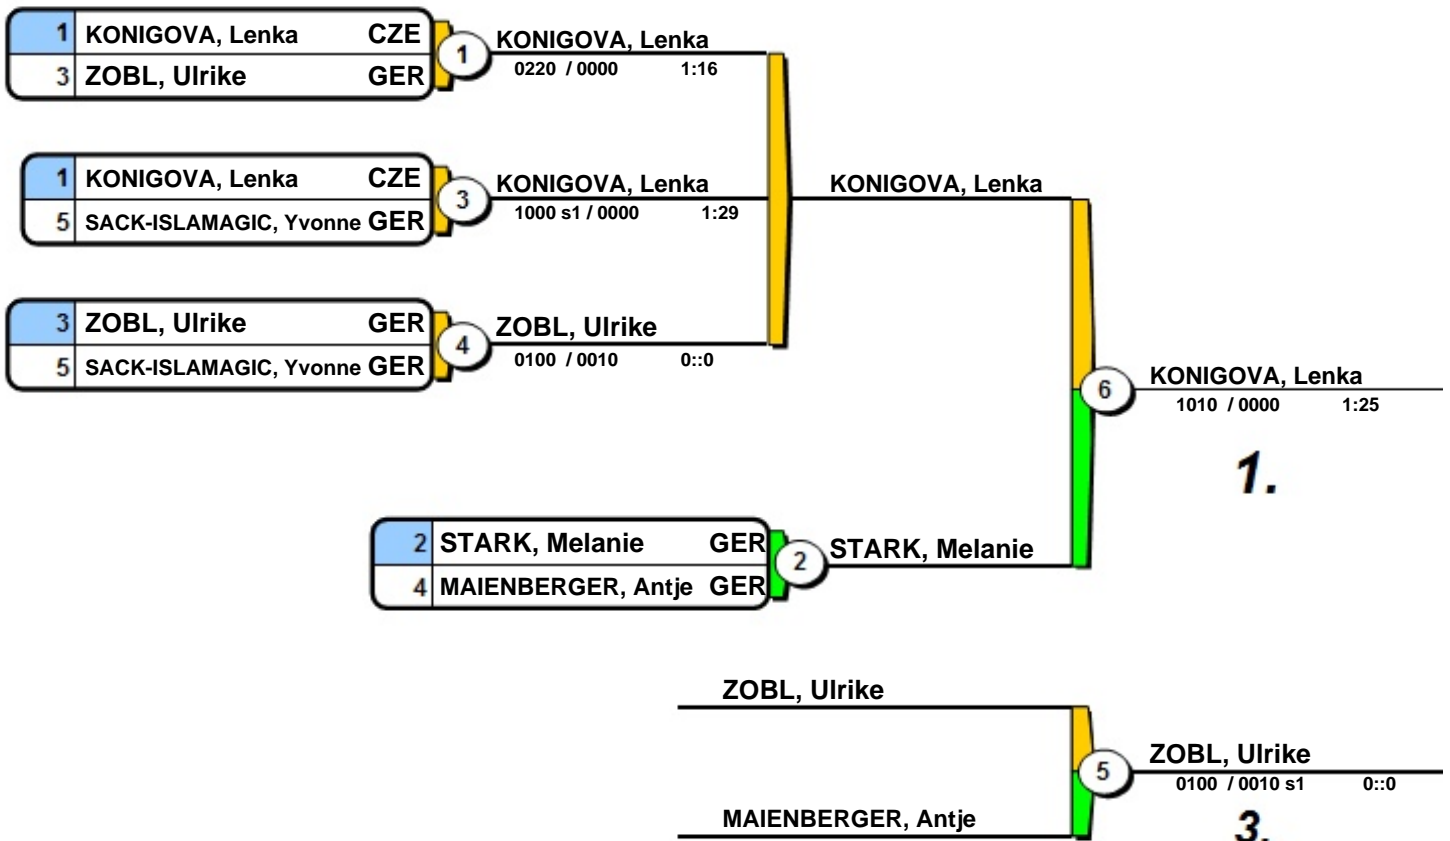 1 KONIGOVA, Lenka CZE
3 ZOBL, Ulrike GER
1
KONIGOVA, Lenka
0220 / 0000 1:16
1 KONIGOVA, Lenka CZE
5 SACK-ISLAMAGIC, Yvonne GER
3
KONIGOVA, Lenka
1000 s1 / 0000 1:29
KONIGOVA, Lenka
3 ZOBL, Ulrike GER
5 SACK-ISLAMAGIC, Yvonne GER
4
ZOBL, Ulrike
0100 / 0010 0::0
6
KONIGOVA, Lenka
1010 / 0000 1:25
1.
2 STARK, Melanie GER
4 MAIENBERGER, Antje GER
2
STARK, Melanie
ZOBL, Ulrike
MAIENBERGER, Antje
5
ZOBL, Ulrike
0100 / 0010 s1 0::0
3.